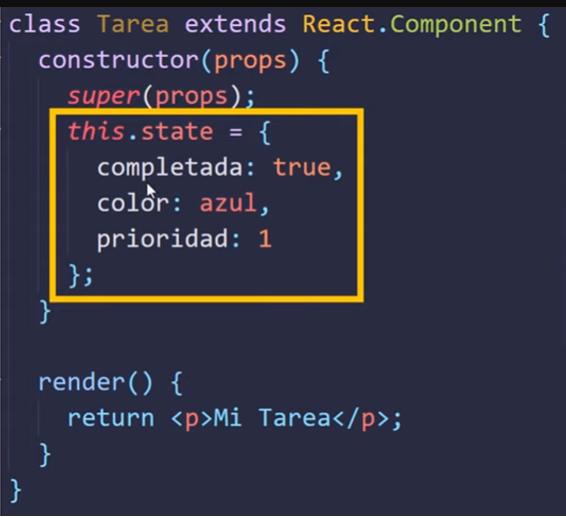 class Tarea extends React.Component {
constructor(props) {
super(props);
this.state = {
completada: true,
color: azul,
prioridad: 1
};
}
render() {
return <p>Mi Tarea</p>;
}
}